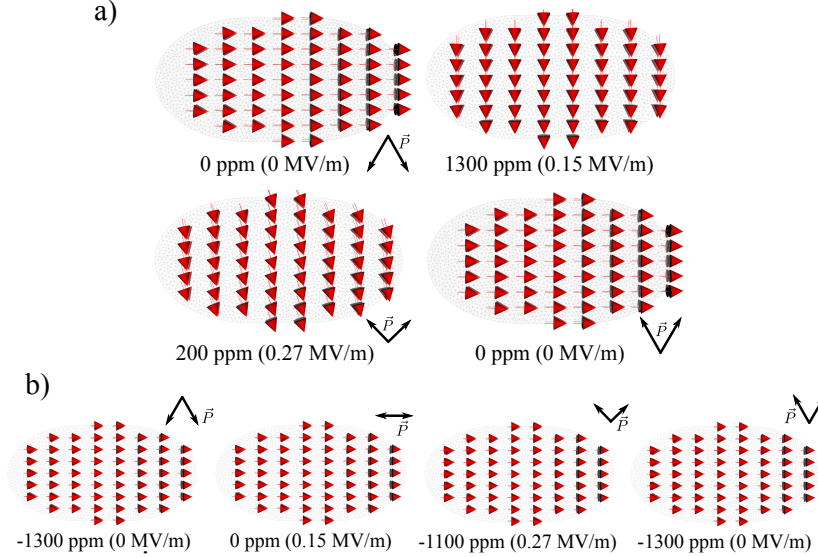 a)
P⃗
0 ppm (0 MV/m)
1300 ppm (0.15 MV/m)
200 ppm (0.27 MV/m)
P⃗
0 ppm (0 MV/m)
P⃗
b)
P⃗
P⃗
P⃗
P⃗
-1300 ppm (0 MV/m)
0 ppm (0.15 MV/m)
-1100 ppm (0.27 MV/m)
-1300 ppm (0 MV/m)